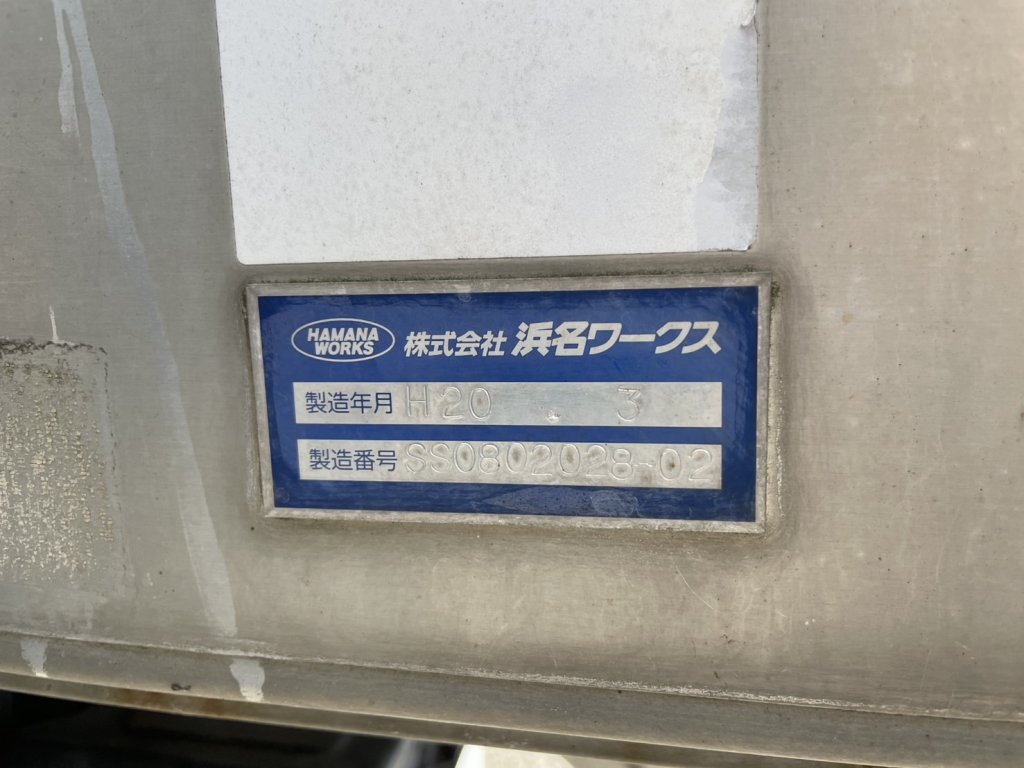 HAMANA
WORKS
株式会社 浜名ワークス
製造年月 H20 . 3
製造番号 SS0802028-02